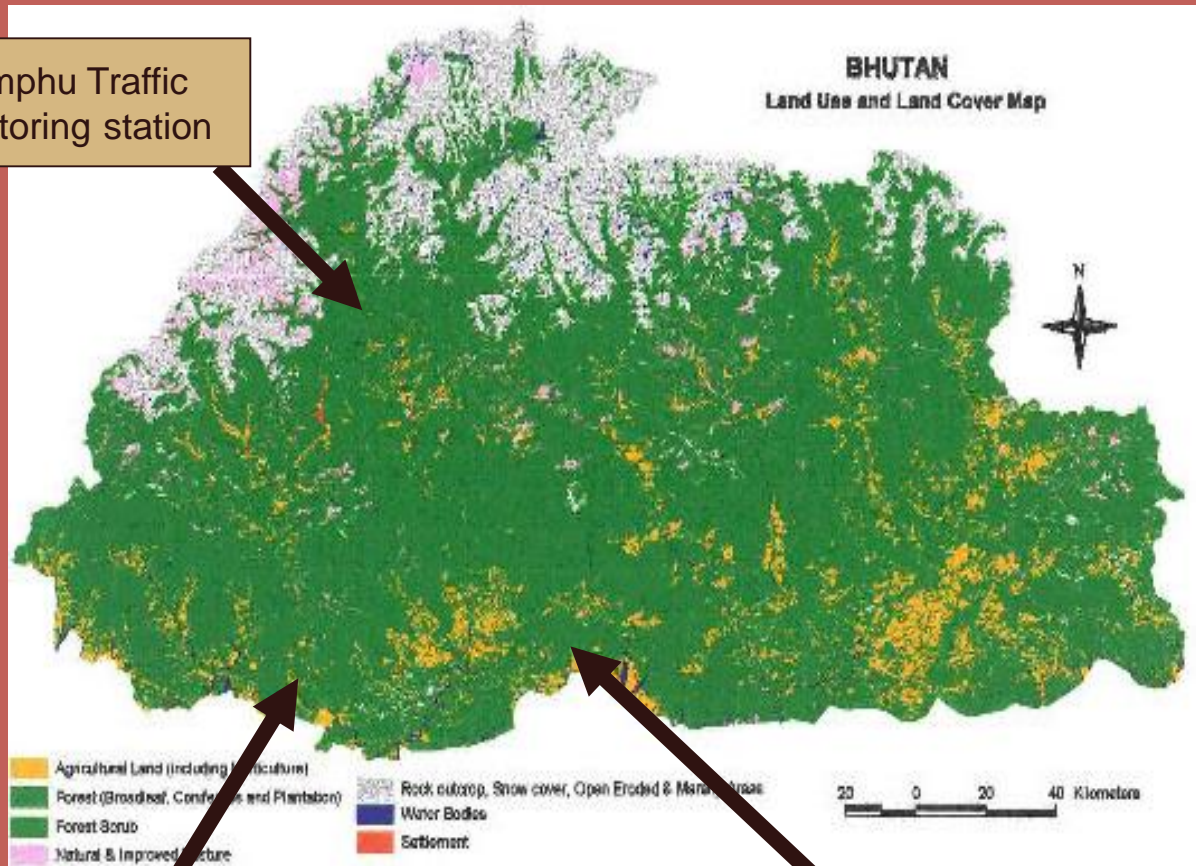 mphu Traffic
toring station
BHUTAN
Land Use and Land Cover Map
N
Agricultural Land (including
Forest (Broadleaf, and Plantation)
Forest Scrub
Natural & Improved
Rock outcrop, Snow cover, Open Eroded &
Water Bodies
Settlement
20 0 20 40 Kilometers